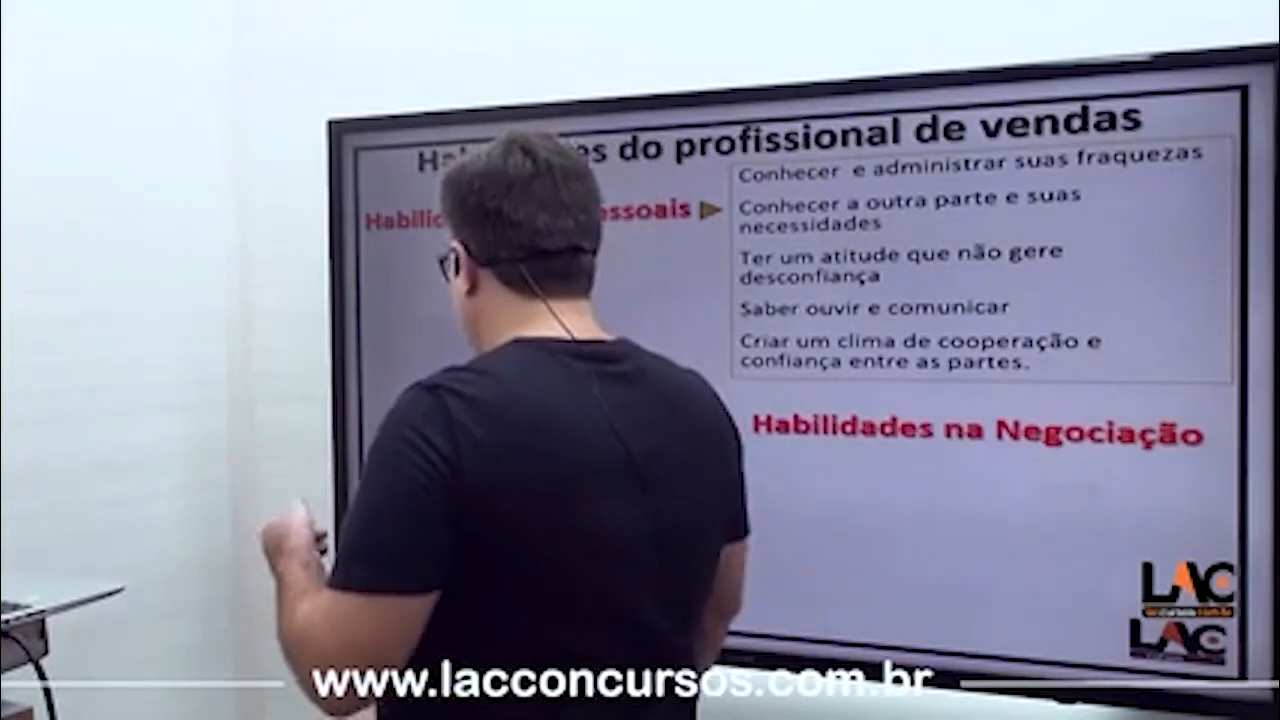 do profissional de vendas
Conhecer e administrar suas fraquezas
Conhecer a outra parte e suas
necessidades
Ter um atitude que não gere
desconfiança
Saber ouvir e comunicar
Criar um clima de cooperação e
confiança entre as partes.
Habilidades na Negociação
LAC
LAC
www.lacconcursos.com.br